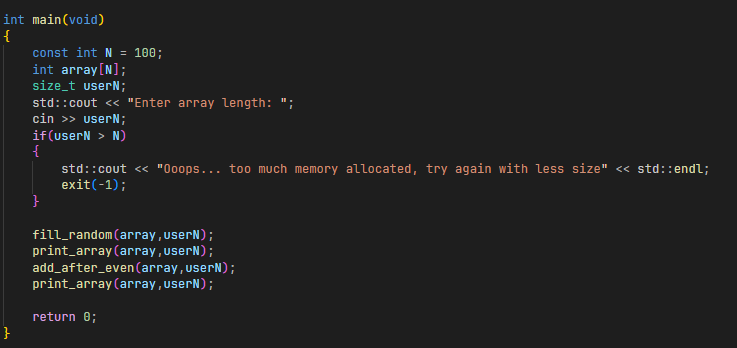 int main(void)
{
    const int N = 100;
    int array[N];
    size_t userN;
    std::cout << "Enter array length: ";
    cin >> userN;
    if(userN > N)
    {
        std::cout << "Ooops... too much memory allocated, try again with less size" << std::endl;
        exit(-1);
    }

    fill_random(array,userN);
    print_array(array,userN);
    add_after_even(array,userN);
    print_array(array,userN);

    return 0;
}